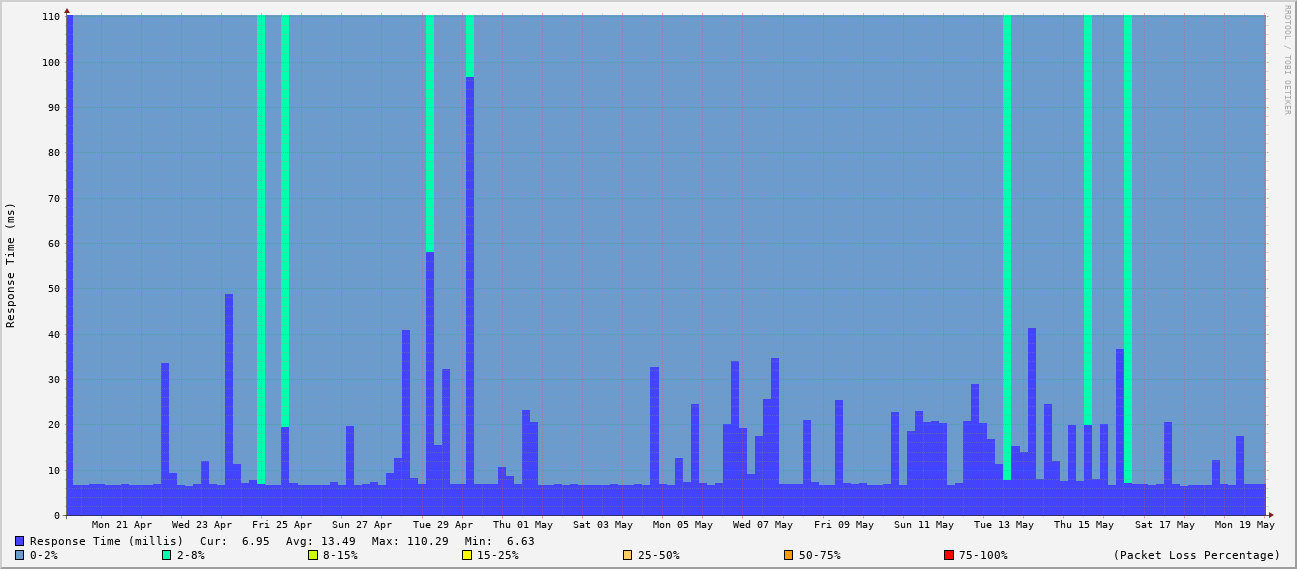 RRDTOOL / TOBI OETIKER
Response Time (ms)
110
100
90
80
70
60
50
40
30
20
10
0
Mon 21 Apr Wed 23 Apr Fri 25 Apr Sun 27 Apr Tue 29 Apr Thu 01 May Sat 03 May Mon 05 May Wed 07 May Fri 09 May Sun 11 May Tue 13 May Thu 15 May Sat 17 May Mon 19 May
Response Time (millis) Cur: 6.95 Avg: 13.49 Max: 110.29 Min: 6.63
0-2% 2-8% 8-15% 15-25% 25-50% 50-75% 75-100% (Packet Loss Percentage)